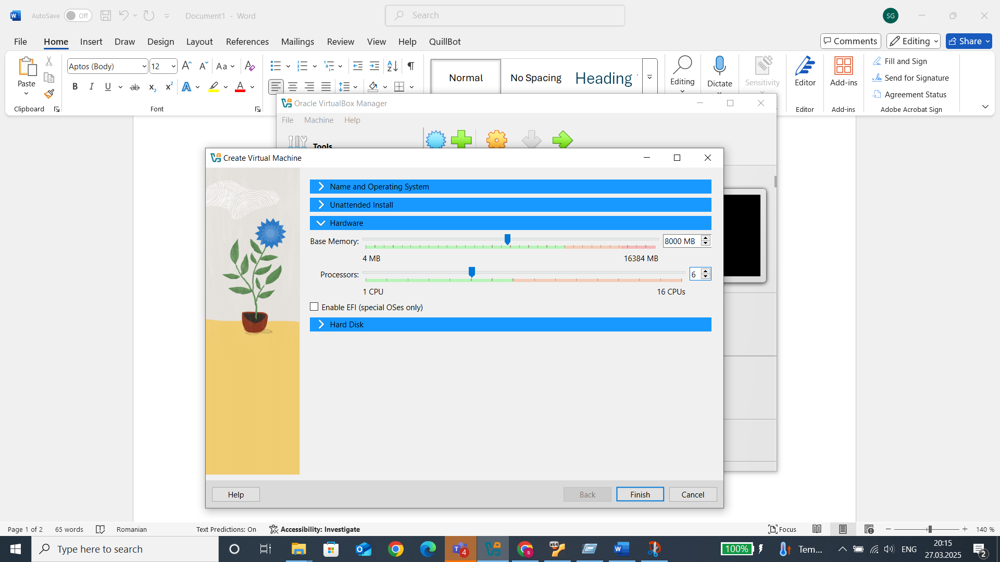 AutoSave Off Document1 - Word Search SG
File Home Insert Draw Design Layout References Mailings Review View Help QuillBot Comments Editing Share
Paste Aptos (Body) 12 Aa Normal No Spacing Heading Editing Dictate Sensitivity Editor Add-ins Fill and Sign
Send for Signature
Agreement Status
Clipboard Font Editor Add-ins Adobe Acrobat Sign
Oracle VirtualBox Manager
File Machine Help
Tools
Create Virtual Machine
Name and Operating System
Unattended Install
Hardware
Base Memory: 8000 MB
4 MB 16384 MB
Processors: 6
1 CPU 16 CPUs
Enable EFI (special OSes only)
Hard Disk
Help Back Finish Cancel
Page 1 of 2 65 words Romanian Text Predictions: On Accessibility: Investigate Focus 140 %
Type here to search 4 x64 100% Tem... ENG 20:15
27.03.2025 2